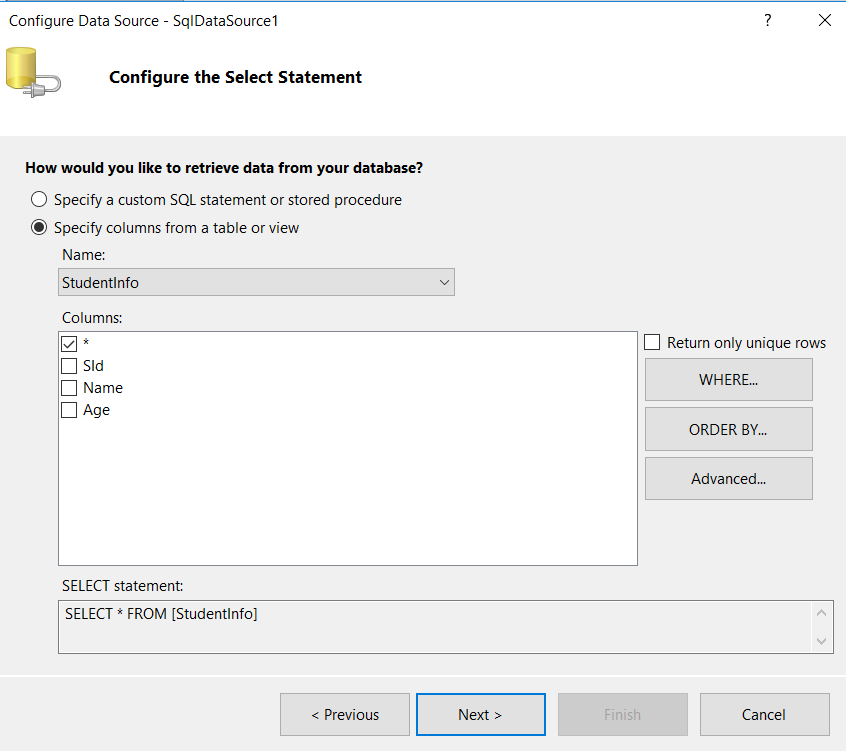 Configure Data Source - SqlDataSource1
?
Configure the Select Statement
How would you like to retrieve data from your database?
Specify a custom SQL statement or stored procedure
Specify columns from a table or view
Name:
StudentInfo
Columns:
*
SId
Name
Age
Return only unique rows
WHERE...
ORDER BY...
Advanced...
SELECT statement:
SELECT * FROM [StudentInfo]
< Previous
Next >
Finish
Cancel